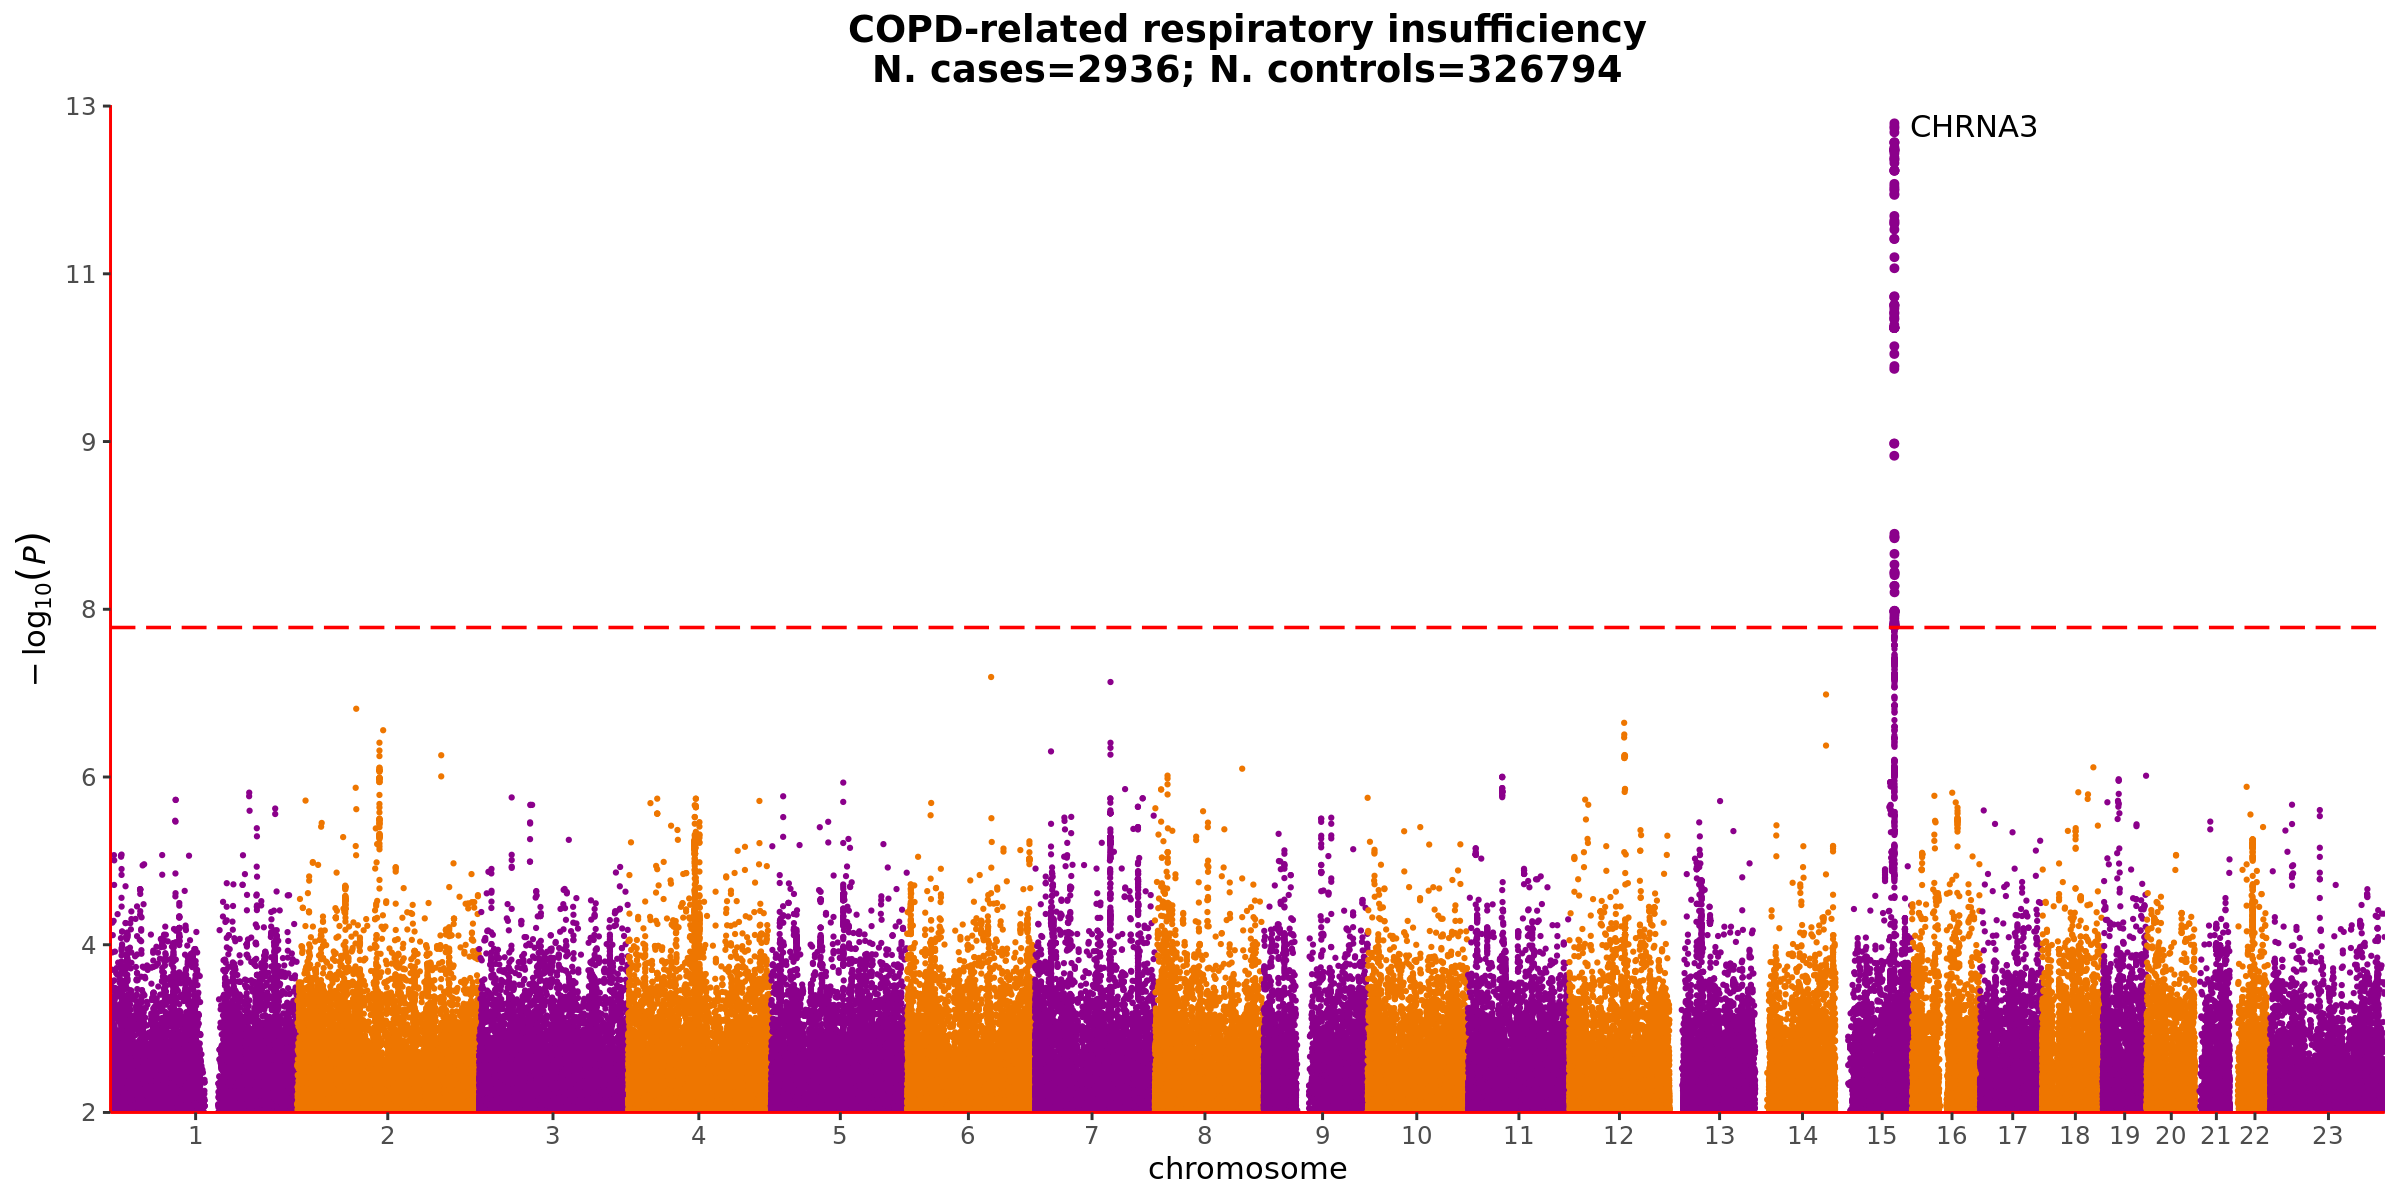 COPD-related respiratory insufficiency
N. cases=2936; N. controls=326794
13
CHRNA3
11
9
8
6
4
2
− log10(P)
1 2 3 4 5 6 7 8 9 10 11 12 13 14 15 16 17 18 19 20 21 22 23
chromosome